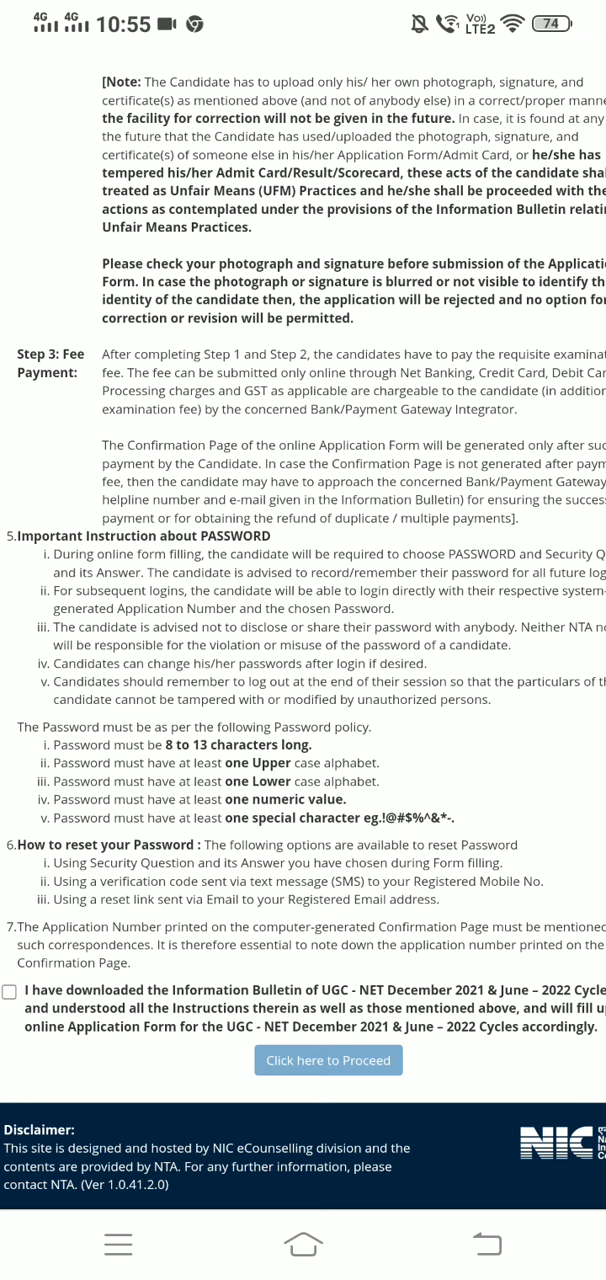 4G 4G 10:55 Vo)) LTE2 74
[Note: The Candidate has to upload only his/ her own photograph, signature, and
certificate(s) as mentioned above (and not of anybody else) in a correct/proper manne
the facility for correction will not be given in the future. In case, it is found at any
the future that the Candidate has used/uploaded the photograph, signature, and
certificate(s) of someone else in his/her Application Form/Admit Card, or he/she has
tempered his/her Admit Card/Result/Scorecard, these acts of the candidate shal
treated as Unfair Means (UFM) Practices and he/she shall be proceeded with the
actions as contemplated under the provisions of the Information Bulletin relati
Unfair Means Practices.
Please check your photograph and signature before submission of the Applicati
Form. In case the photograph or signature is blurred or not visible to identify th
identity of the candidate then, the application will be rejected and no option for
correction or revision will be permitted.
Step 3: Fee After completing Step 1 and Step 2, the candidates have to pay the requisite examinat
Payment: fee. The fee can be submitted only online through Net Banking, Credit Card, Debit Car
Processing charges and GST as applicable are chargeable to the candidate (in addition
examination fee) by the concerned Bank/Payment Gateway Integrator.
The Confirmation Page of the online Application Form will be generated only after suc
payment by the Candidate. In case the Confirmation Page is not generated after paym
fee, then the candidate may have to approach the concerned Bank/Payment Gateway
helpline number and e-mail given in the Information Bulletin) for ensuring the succes
payment or for obtaining the refund of duplicate / multiple payments].
5.Important Instruction about PASSWORD
i. During online form filling, the candidate will be required to choose PASSWORD and Security Q
and its Answer. The candidate is advised to record/remember their password for all future log
ii. For subsequent logins, the candidate will be able to login directly with their respective system-
generated Application Number and the chosen Password.
iii. The candidate is advised not to disclose or share their password with anybody. Neither NTA no
will be responsible for the violation or misuse of the password of a candidate.
iv. Candidates can change his/her passwords after login if desired.
v. Candidates should remember to log out at the end of their session so that the particulars of th
candidate cannot be tampered with or modified by unauthorized persons.
The Password must be as per the following Password policy.
i. Password must be 8 to 13 characters long.
ii. Password must have at least one Upper case alphabet.
iii. Password must have at least one Lower case alphabet.
iv. Password must have at least one numeric value.
v. Password must have at least one special character eg.!@#$%^&*-.
6.How to reset your Password : The following options are available to reset Password
i. Using Security Question and its Answer you have chosen during Form filling.
ii. Using a verification code sent via text message (SMS) to your Registered Mobile No.
iii. Using a reset link sent via Email to your Registered Email address.
7.The Application Number printed on the computer-generated Confirmation Page must be mentioned
such correspondences. It is therefore essential to note down the application number printed on the
Confirmation Page.
I have downloaded the Information Bulletin of UGC - NET December 2021 & June – 2022 Cycle
and understood all the Instructions therein as well as those mentioned above, and will fill up
online Application Form for the UGC - NET December 2021 & June – 2022 Cycles accordingly.
Click here to Proceed
Disclaimer:
This site is designed and hosted by NIC eCounselling division and the
contents are provided by NTA. For any further information, please
contact NTA. (Ver 1.0.41.2.0)
NIC